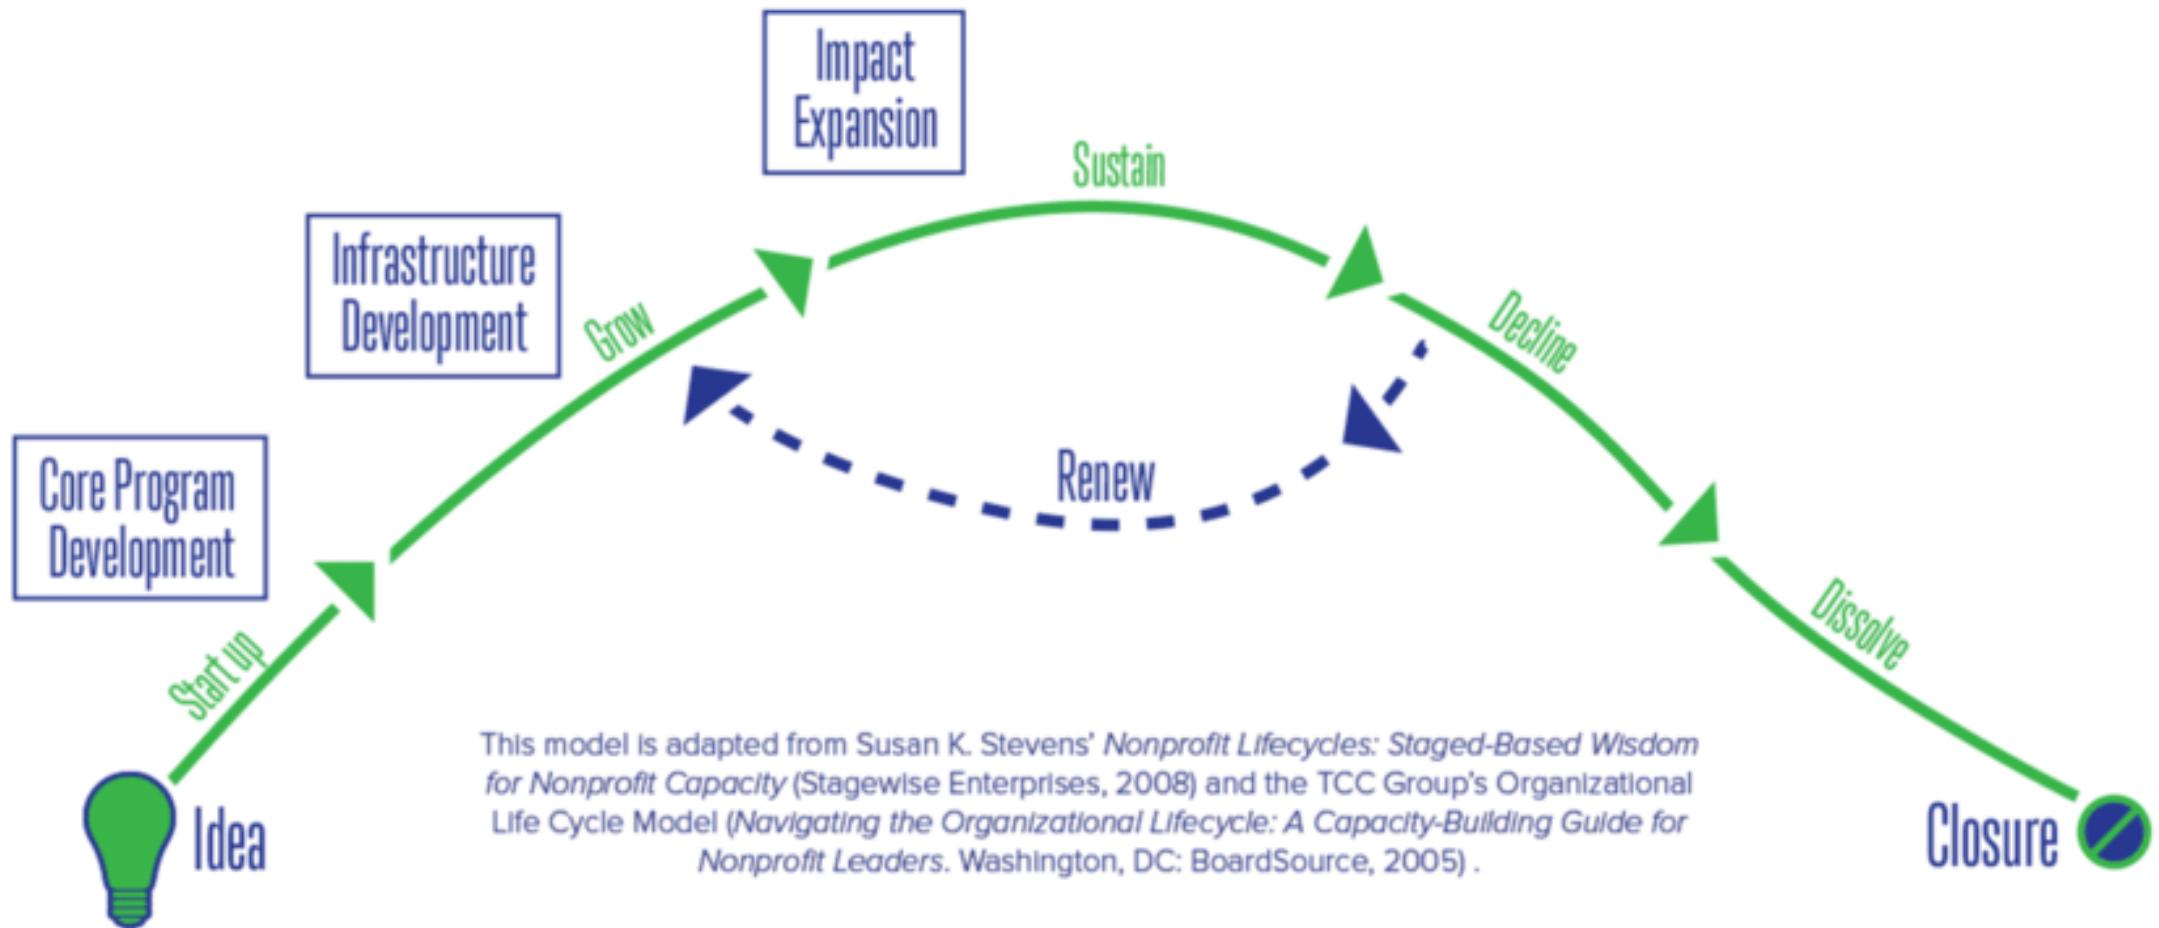 Impact
Expansion
Sustain
Infrastructure
Development
Grow
Decline
Core Program
Development
Renew
Start up
Dissolve
This model is adapted from Susan K. Stevens’ Nonprofit Lifecycles: Staged-Based Wisdom
for Nonprofit Capacity (Stagewise Enterprises, 2008) and the TCC Group’s Organizational
Life Cycle Model (Navigating the Organizational Lifecycle: A Capacity-Building Guide for
Nonprofit Leaders. Washington, DC: BoardSource, 2005) .
Idea
Closure